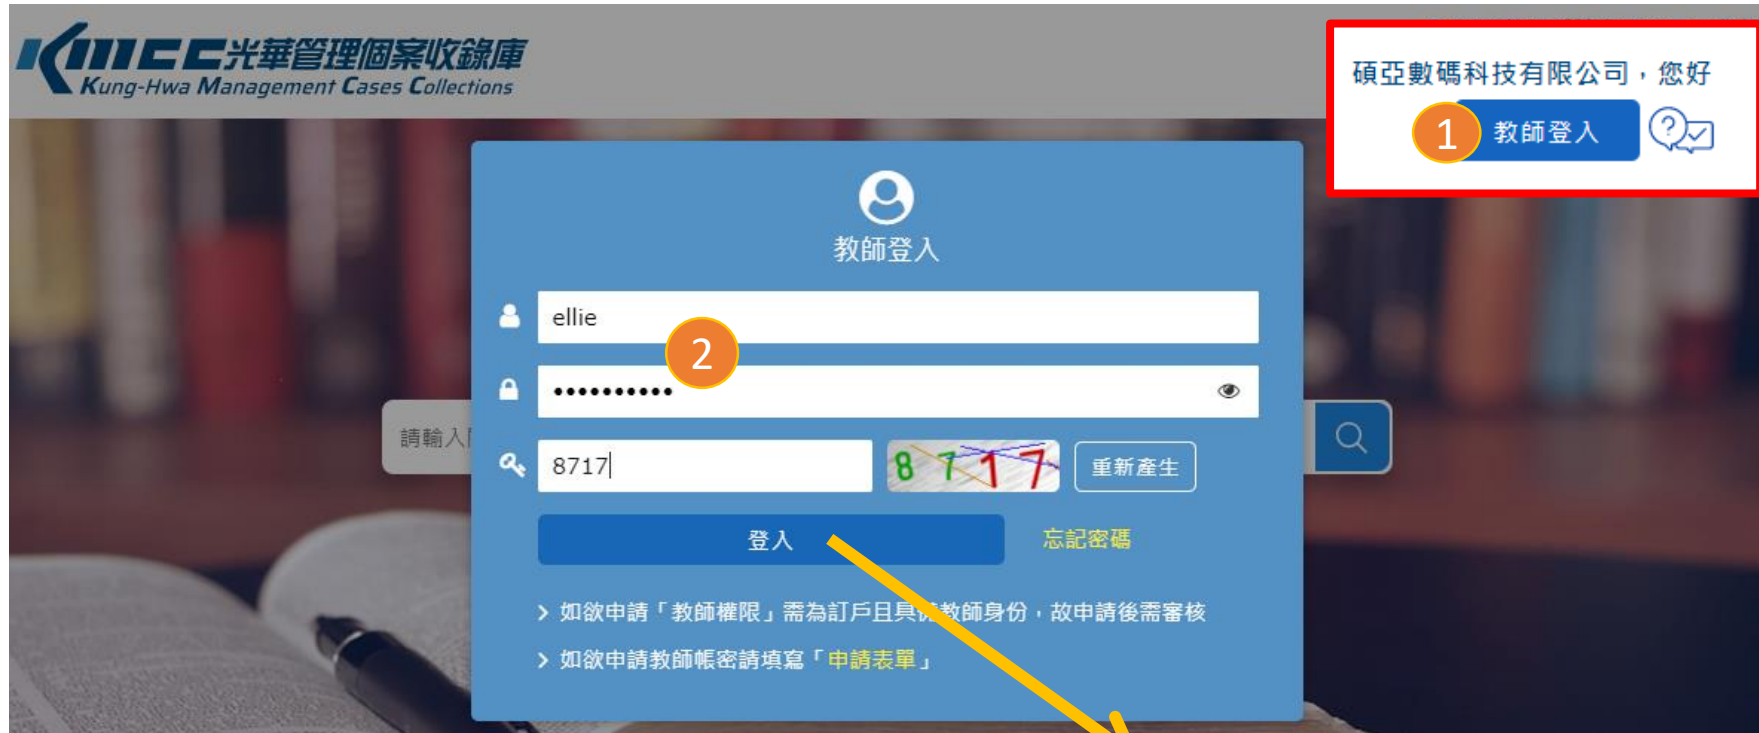 KMCC光華管理個案收錄庫
Kung-Hwa Management Cases Collections
碩亞數碼科技有限公司，您好
1 教師登入
教師登入
ellie
2
請輸入
8717 8717 重新產生
登入 忘記密碼
如欲申請「教師權限」需為訂戶且具備教師身份，故申請後需審核
如欲申請教師帳密請填寫「申請表單」